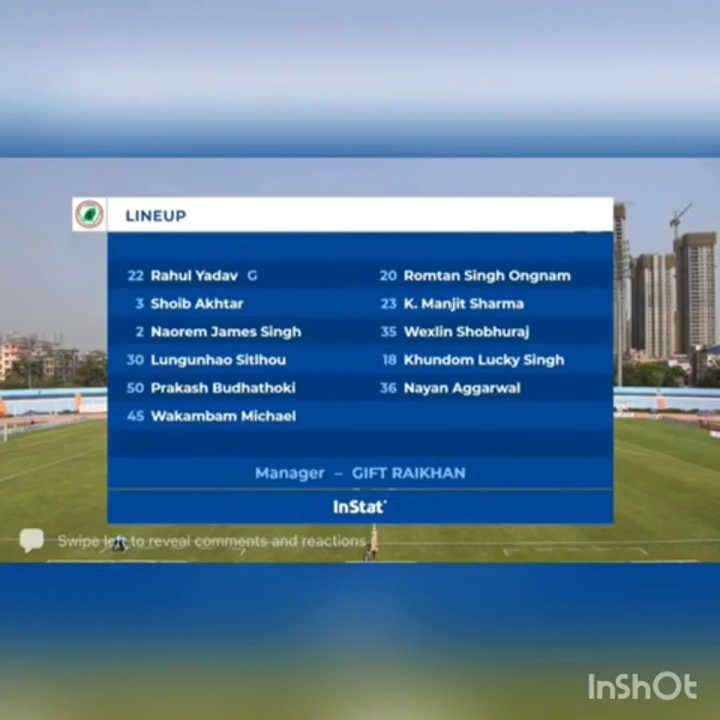 LINEUP
22 Rahul Yadav G
3 Shoib Akhtar
2 Naorem James Singh
30 Lungunhao Sitlhou
50 Prakash Budhathoki
45 Wakambam Michael
20 Romtan Singh Ongnam
23 K. Manjit Sharma
35 Wexlin Shobhuraj
18 Khundom Lucky Singh
36 Nayan Aggarwal
Manager – GIFT RAIKHAN
InStat
Swipe left to reveal comments and reactions
InShOt